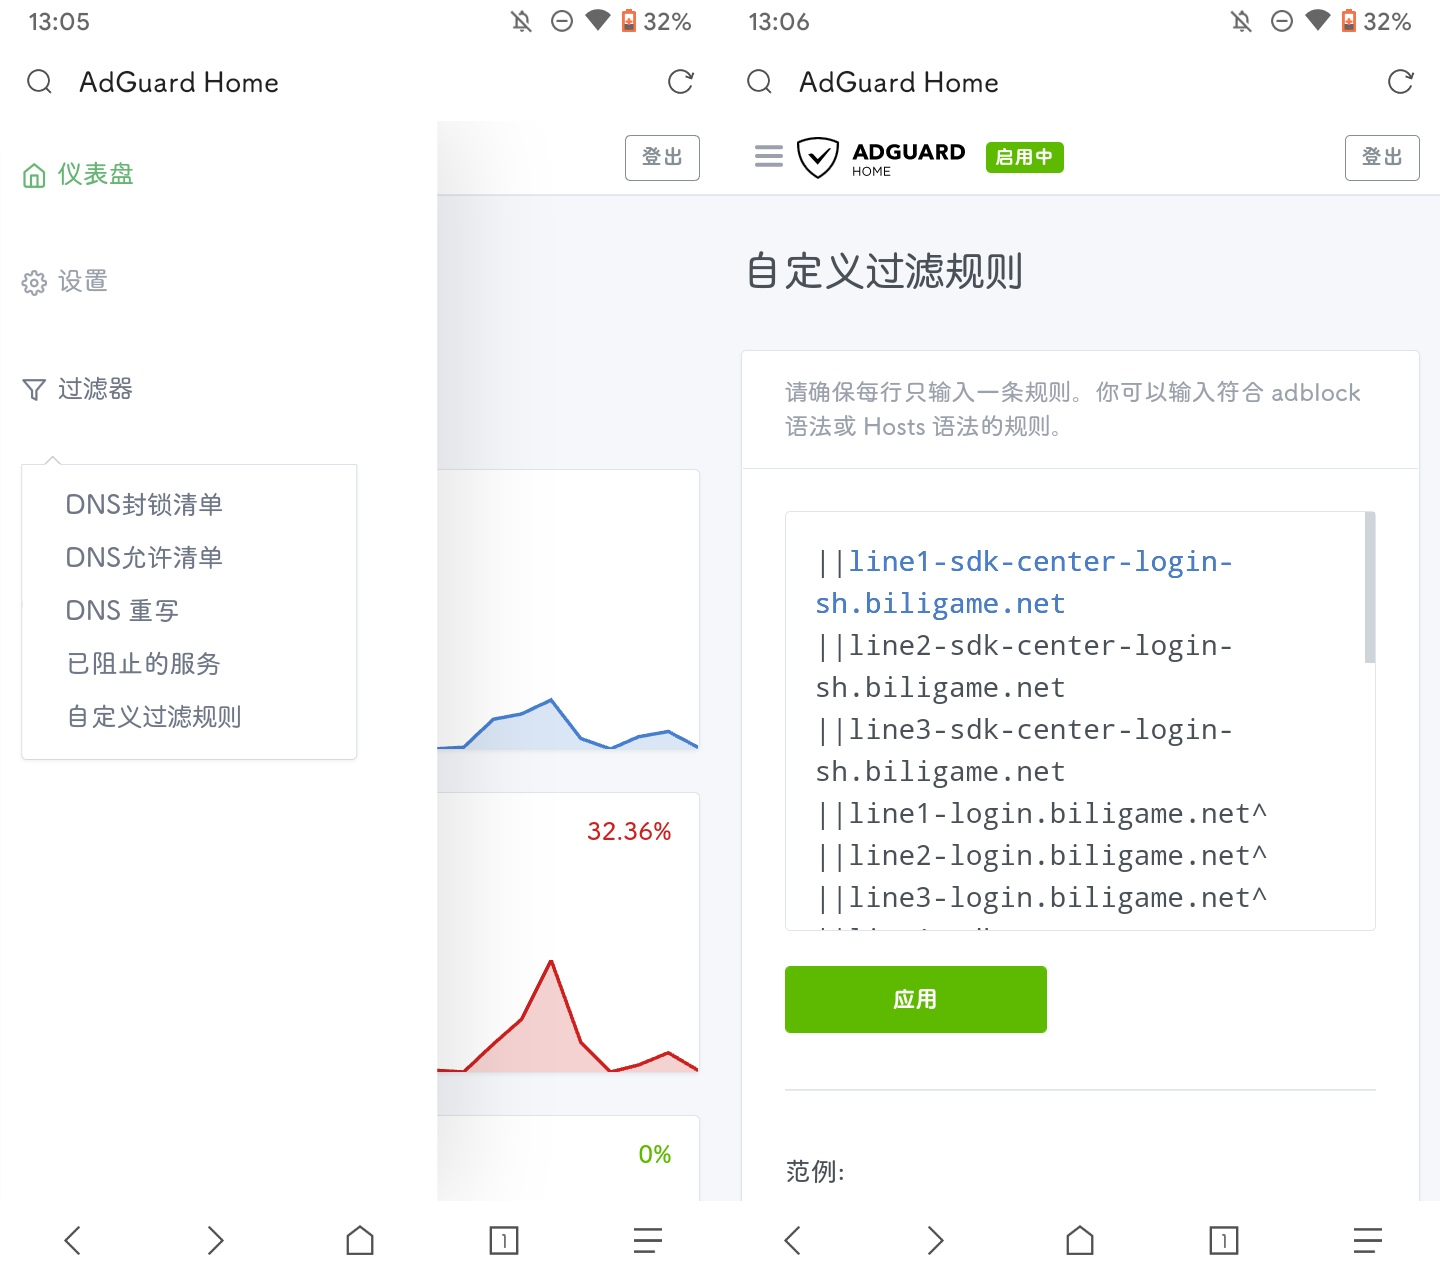 13:05
32%
AdGuard Home
仪表盘
登出
设置
过滤器
DNS封锁清单
DNS允许清单
DNS 重写
已阻止的服务
自定义过滤规则
32.36%
0%
1
13:06
32%
AdGuard Home
ADGUARD
HOME
启用中
登出
自定义过滤规则
请确保每行只输入一条规则。你可以输入符合 adblock
语法或 Hosts 语法的规则。
||line1-sdk-center-login-
sh.biligame.net
||line2-sdk-center-login-
sh.biligame.net
||line3-sdk-center-login-
sh.biligame.net
||line1-login.biligame.net^
||line2-login.biligame.net^
||line3-login.biligame.net^
应用
范例:
1